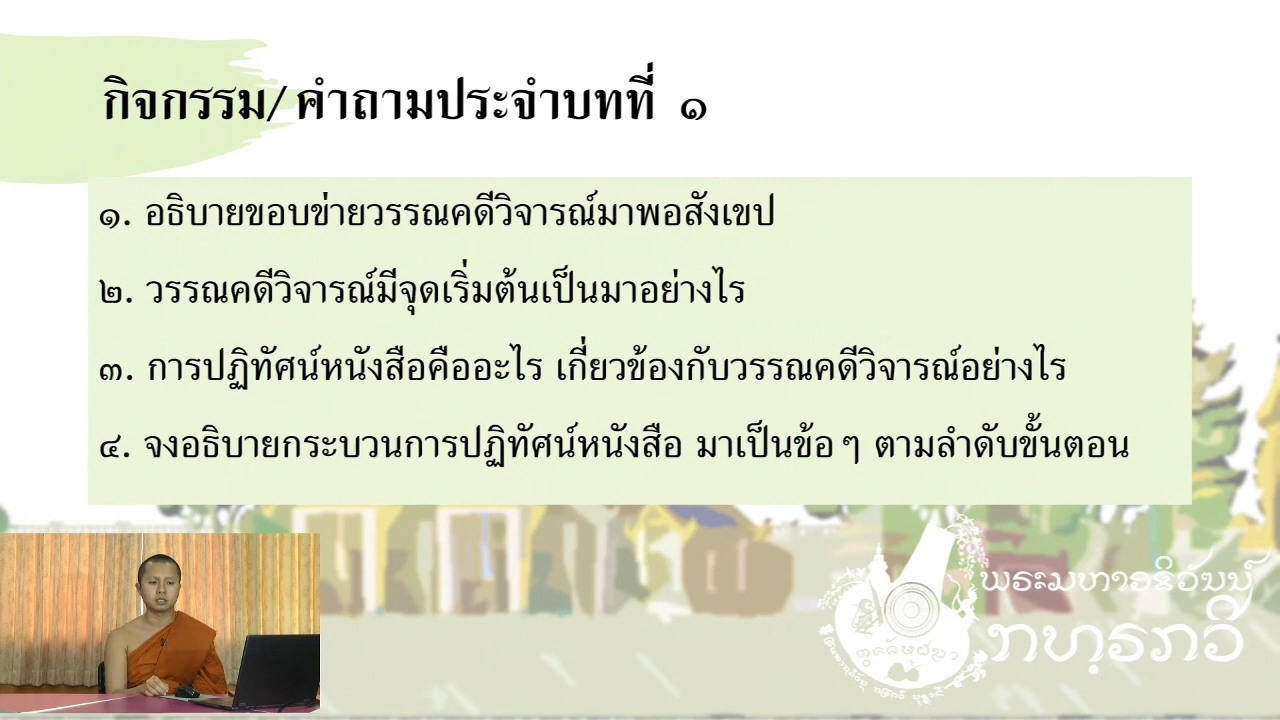 กิจกรรม/คำถามประจำบทที่ ๑
๑. อธิบายขอบข่ายวรรณคดีวิจารณ์มาพอสังเขป
๒. วรรณคดีวิจารณ์มีจุดเริ่มต้นเป็นมาอย่างไร
๓. การปฏิทัศน์หนังสือคืออะไร เกี่ยวข้องกับวรรณคดีวิจารณ์อย่างไร
๔. จงอธิบายกระบวนการปฏิทัศน์หนังสือ มาเป็นข้อๆ ตามลำดับขั้นตอน